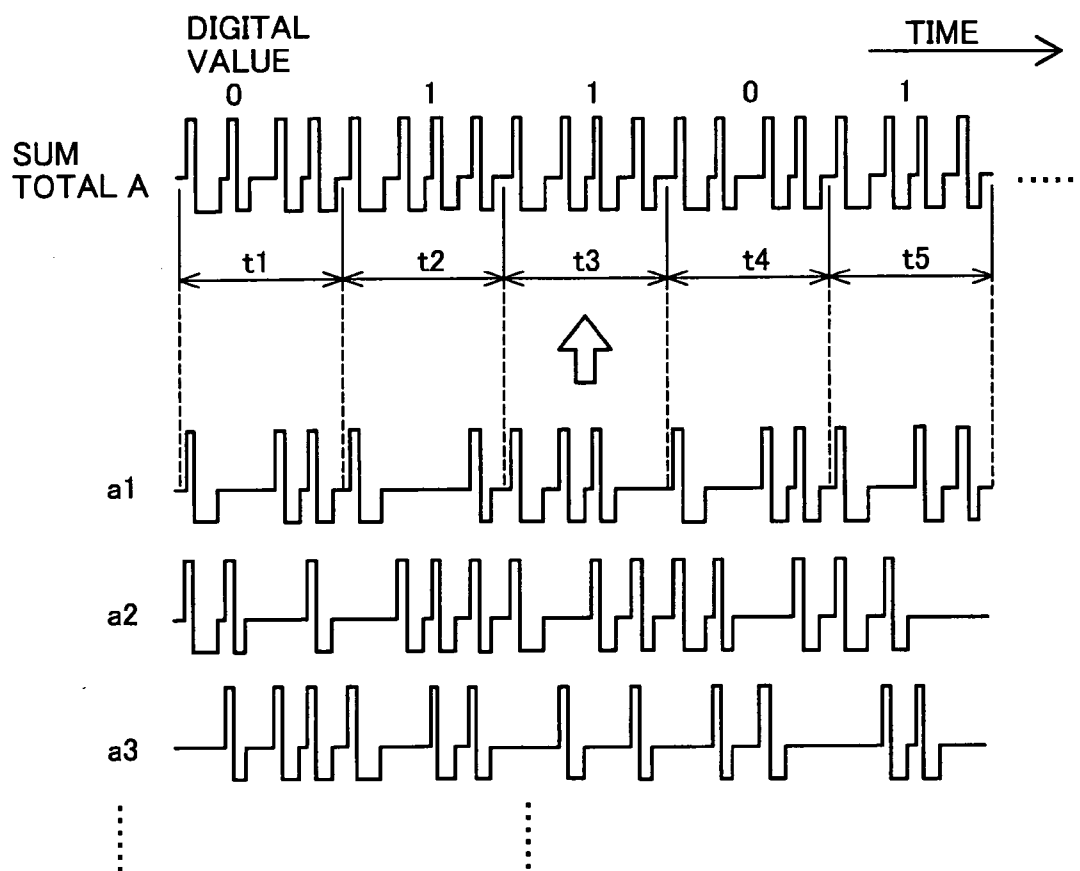 DIGITAL
VALUE
TIME
0 1 1 0 1
SUM
TOTAL A
t1 t2 t3 t4 t5
a1
a2
a3